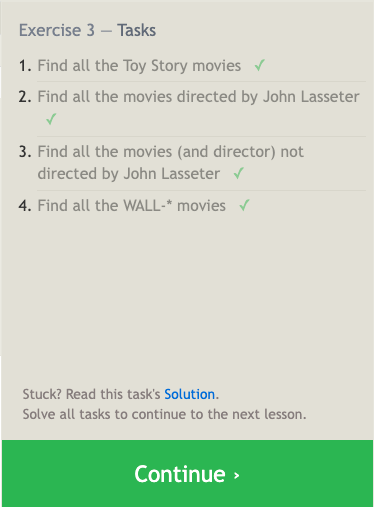 Exercise 3 — Tasks
1. Find all the Toy Story movies ✓
2. Find all the movies directed by John Lasseter
✓
3. Find all the movies (and director) not
directed by John Lasseter ✓
4. Find all the WALL-* movies ✓
Stuck? Read this task's Solution.
Solve all tasks to continue to the next lesson.
Continue ›